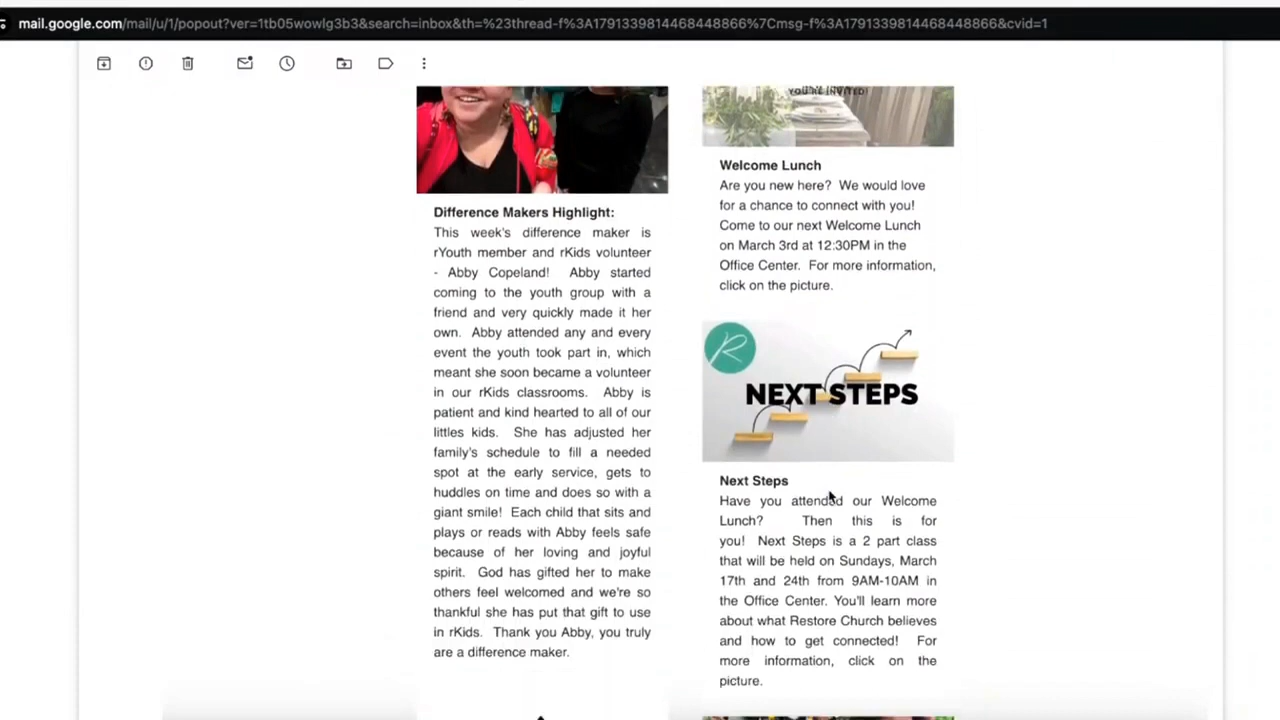 mail.google.com/mail/u/1/popout?ver=1tb05wowlg3b3&search=inbox&th=%23thread-f%3A1791339814468448866%7Cmsg-f%3A1791339814468448866&cvid=1
Difference Makers Highlight:
This week's difference maker is
rYouth member and rKids volunteer
- Abby Copeland! Abby started
coming to the youth group with a
friend and very quickly made it her
own. Abby attended any and every
event the youth took part in, which
meant she soon became a volunteer
in our rKids classrooms. Abby is
patient and kind hearted to all of our
littles kids. She has adjusted her
family's schedule to fill a needed
spot at the early service, gets to
huddles on time and does so with a
giant smile! Each child that sits and
plays or reads with Abby feels safe
because of her loving and joyful
spirit. God has gifted her to make
others feel welcomed and we're so
thankful she has put that gift to use
in rKids. Thank you Abby, you truly
are a difference maker.
YOU'RE INVITED!
Welcome Lunch
Are you new here? We would love
for a chance to connect with you!
Come to our next Welcome Lunch
on March 3rd at 12:30PM in the
Office Center. For more information,
click on the picture.
R
NEXT STEPS
Next Steps
Have you attended our Welcome
Lunch? Then this is for
you! Next Steps is a 2 part class
that will be held on Sundays, March
17th and 24th from 9AM-10AM in
the Office Center. You'll learn more
about what Restore Church believes
and how to get connected! For
more information, click on the
picture.